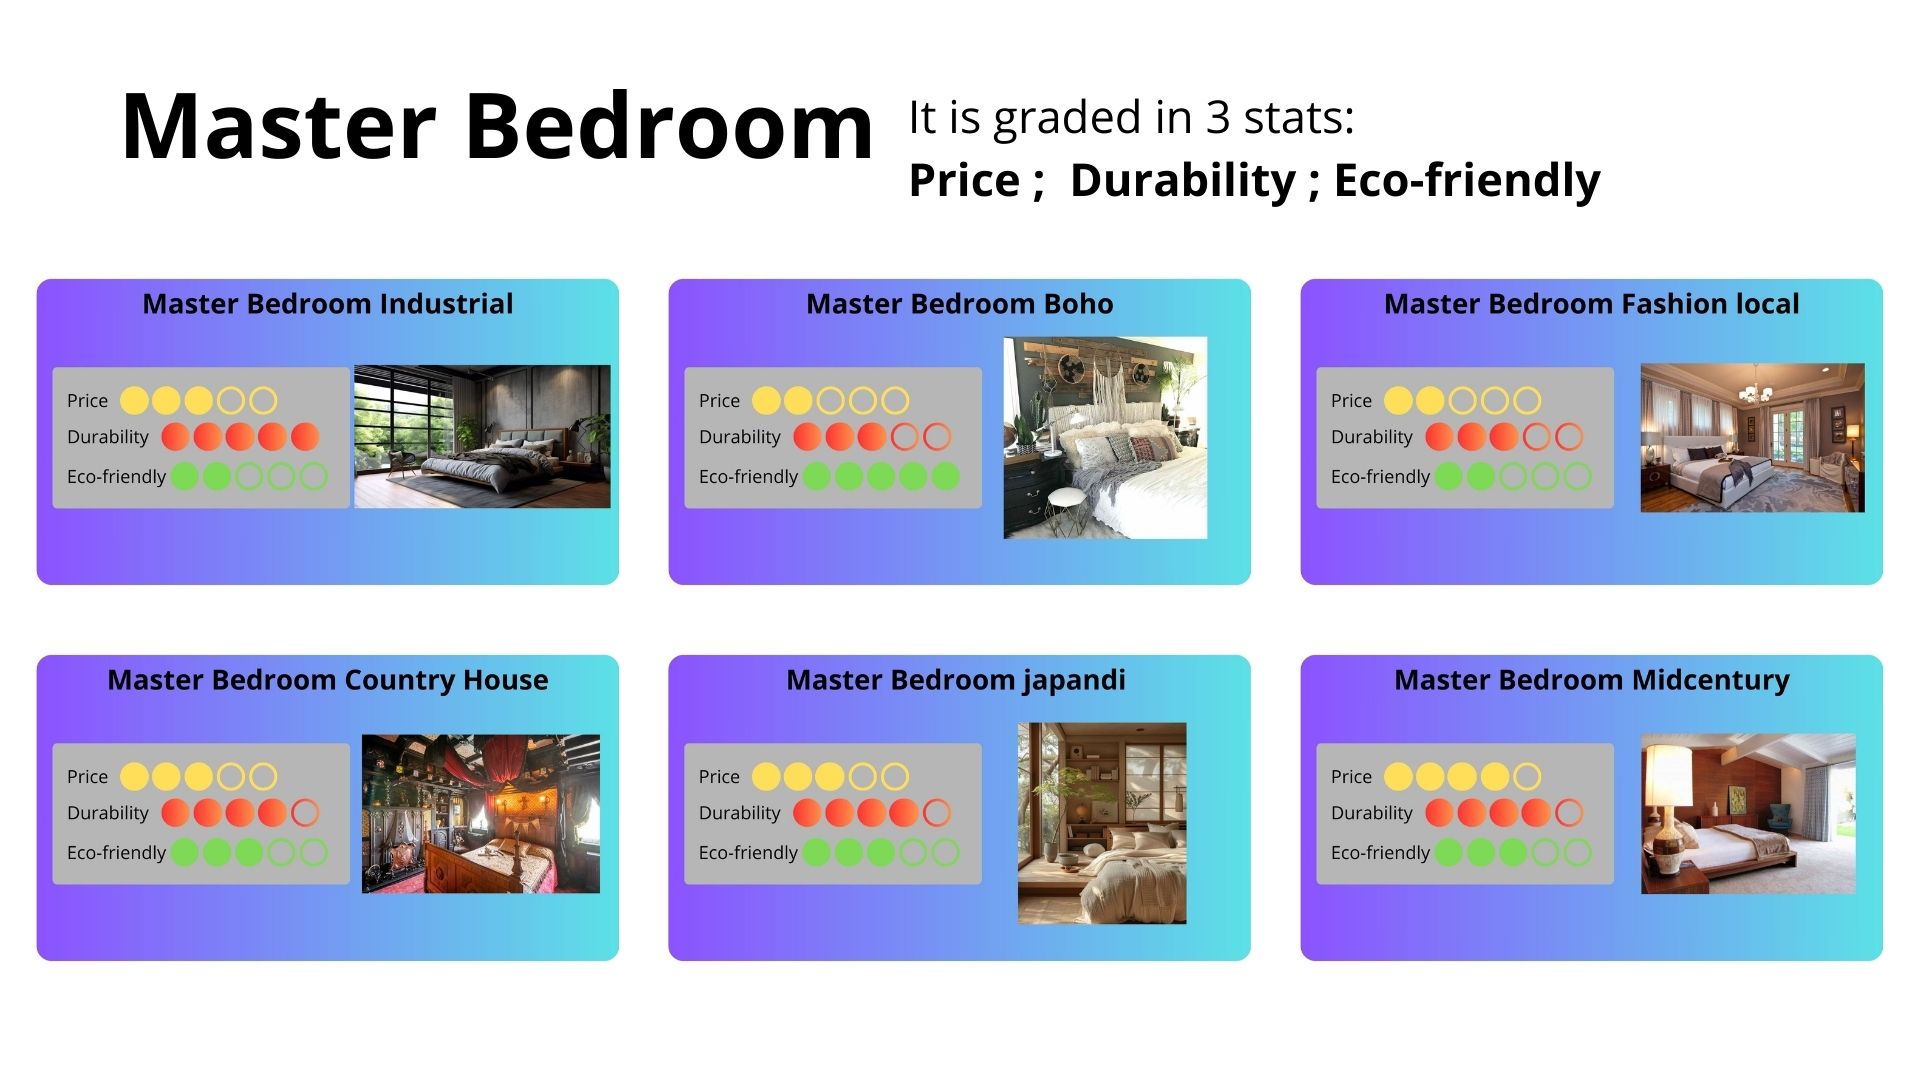 Master Bedroom
It is graded in 3 stats:
Price ;  Durability ; Eco-friendly
Master Bedroom Industrial
Price
Durability
Eco-friendly
Master Bedroom Boho
Price
Durability
Eco-friendly
Master Bedroom Fashion local
Price
Durability
Eco-friendly
Master Bedroom Country House
Price
Durability
Eco-friendly
Master Bedroom japandi
Price
Durability
Eco-friendly
Master Bedroom Midcentury
Price
Durability
Eco-friendly